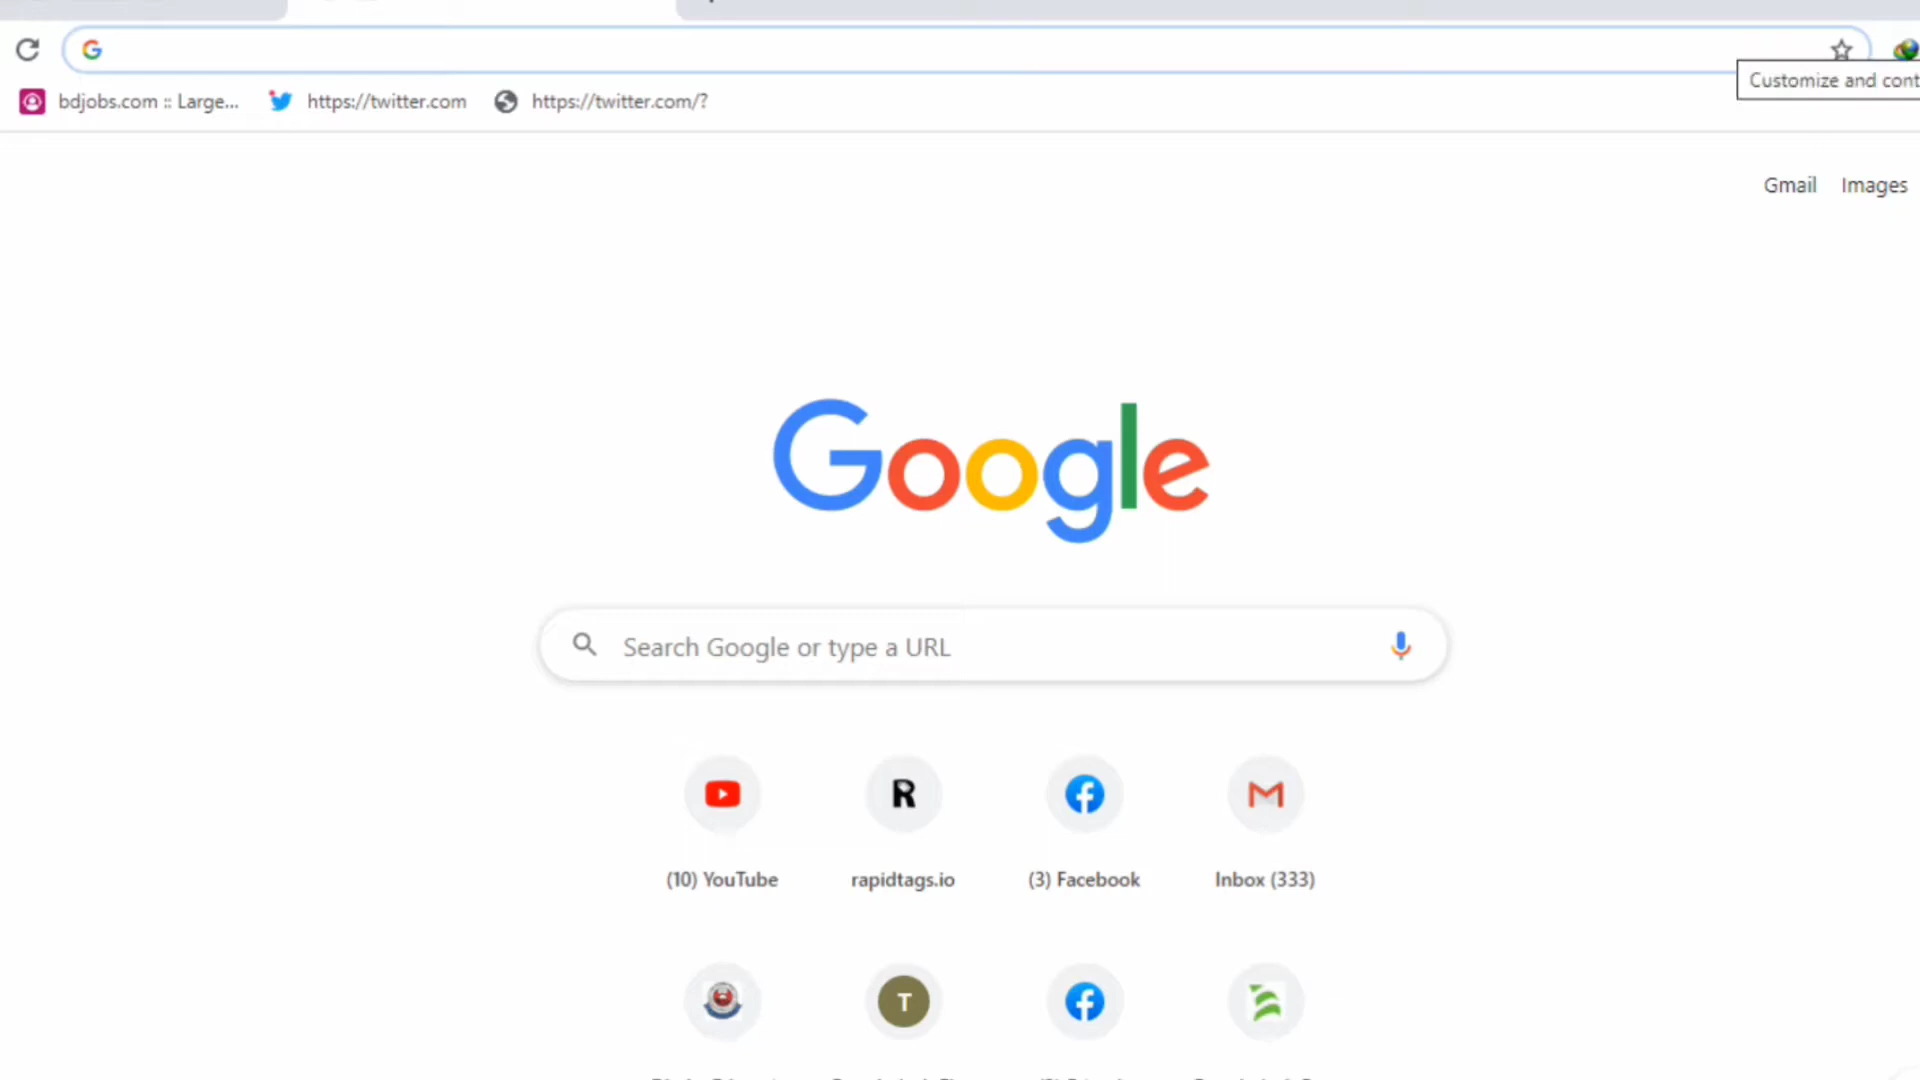 Customize and cont
bdjobs.com :: Large... https://twitter.com https://twitter.com/?
Gmail Images
Google
Search Google or type a URL
R
(10) YouTube rapidtags.io (3) Facebook Inbox (333)
T